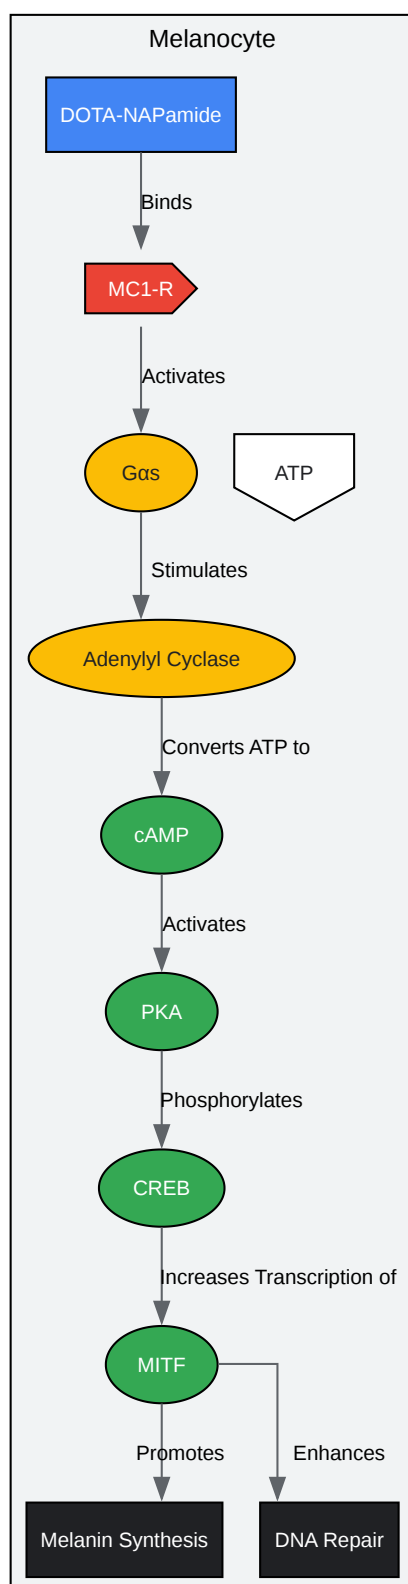 Melanocyte
DOTA-NAPamide
Binds
MC1-R
Activates
Gαs
ATP
Stimulates
Adenylyl Cyclase
Converts ATP to
cAMP
Activates
PKA
Phosphorylates
CREB
Increases Transcription of
MITF
Promotes
Enhances
Melanin Synthesis
DNA Repair